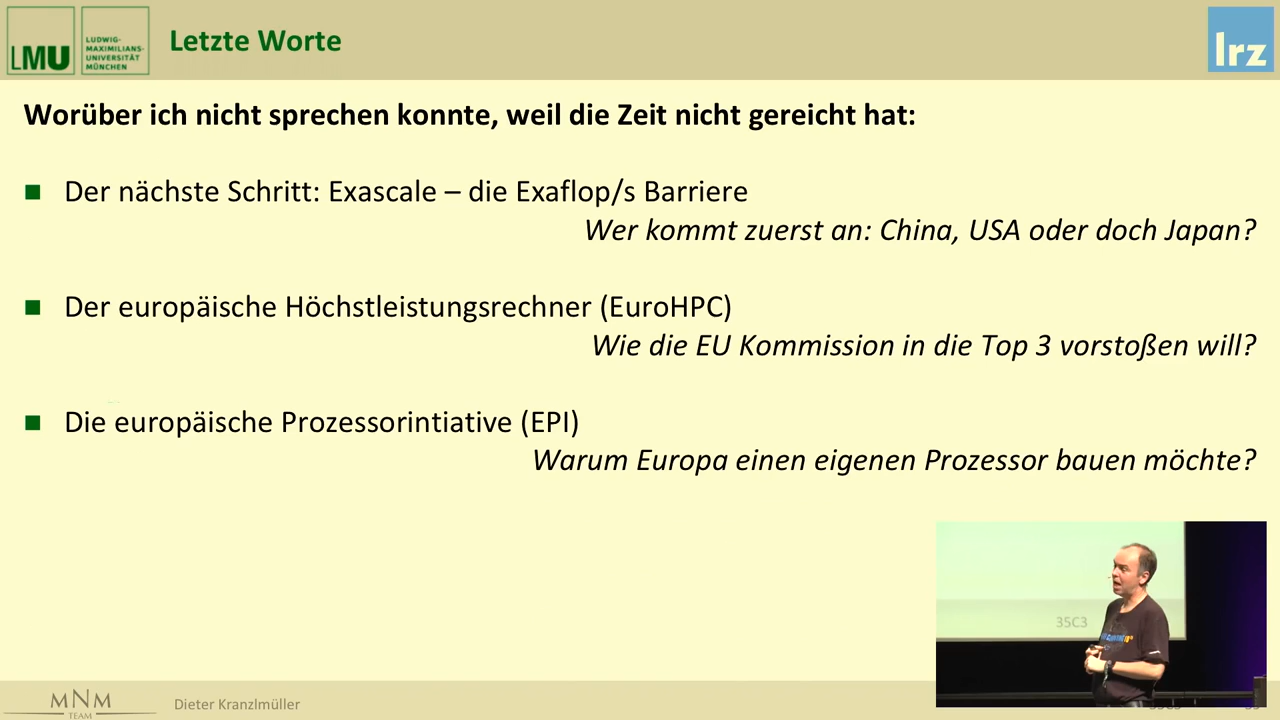 LMU
LUDWIG-
MAXIMILIANS-
UNIVERSITÄT
MÜNCHEN
Letzte Worte
lrz
Worüber ich nicht sprechen konnte, weil die Zeit nicht gereicht hat:
Der nächste Schritt: Exascale – die Exaflop/s Barriere
Wer kommt zuerst an: China, USA oder doch Japan?
Der europäische Höchstleistungsrechner (EuroHPC)
Wie die EU Kommission in die Top 3 vorstoßen will?
Die europäische Prozessorintiative (EPI)
Warum Europa einen eigenen Prozessor bauen möchte?
35C3
MNM
TEAM
Dieter Kranzlmüller